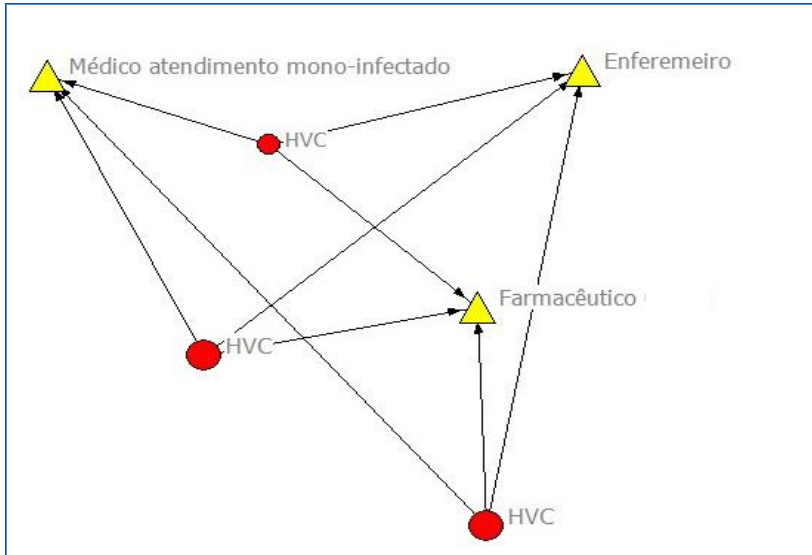 Médico atendimento mono-infectado
Enferemeiro
HVC
Farmacêutico
HVC
HVC